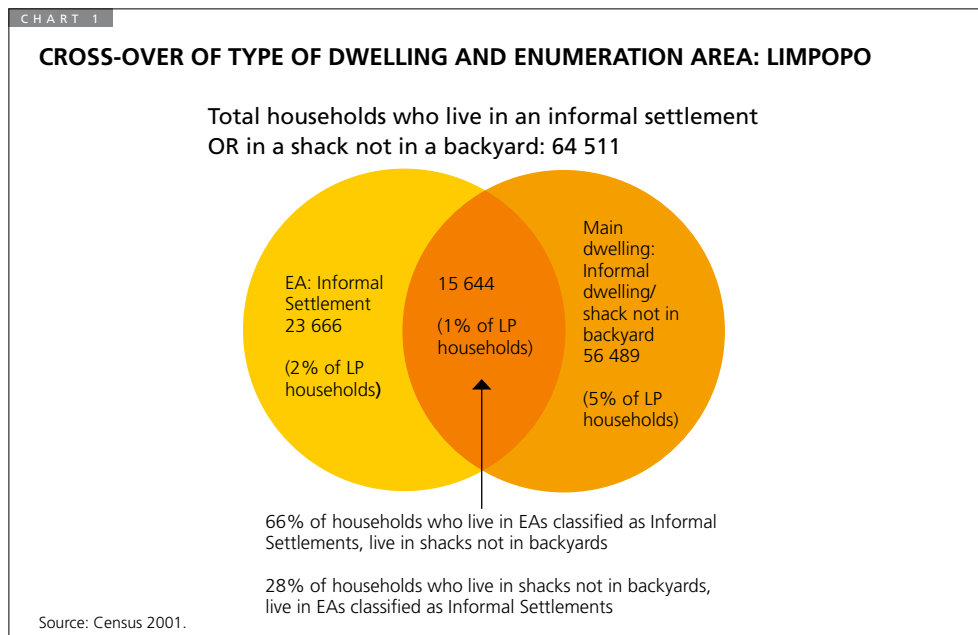 CHART 1
CROSS-OVER OF TYPE OF DWELLING AND ENUMERATION AREA: LIMPOPO
Total households who live in an informal settlement
OR in a shack not in a backyard: 64 511
EA: Informal
Settlement
23 666
(2% of LP
households)
15 644
(1% of LP
households)
Main
dwelling:
Informal
dwelling/
shack not in
backyard
56 489
(5% of LP
households)
66% of households who live in EAs classified as Informal
Settlements, live in shacks not in backyards
28% of households who live in shacks not in backyards,
live in EAs classified as Informal Settlements
Source: Census 2001.